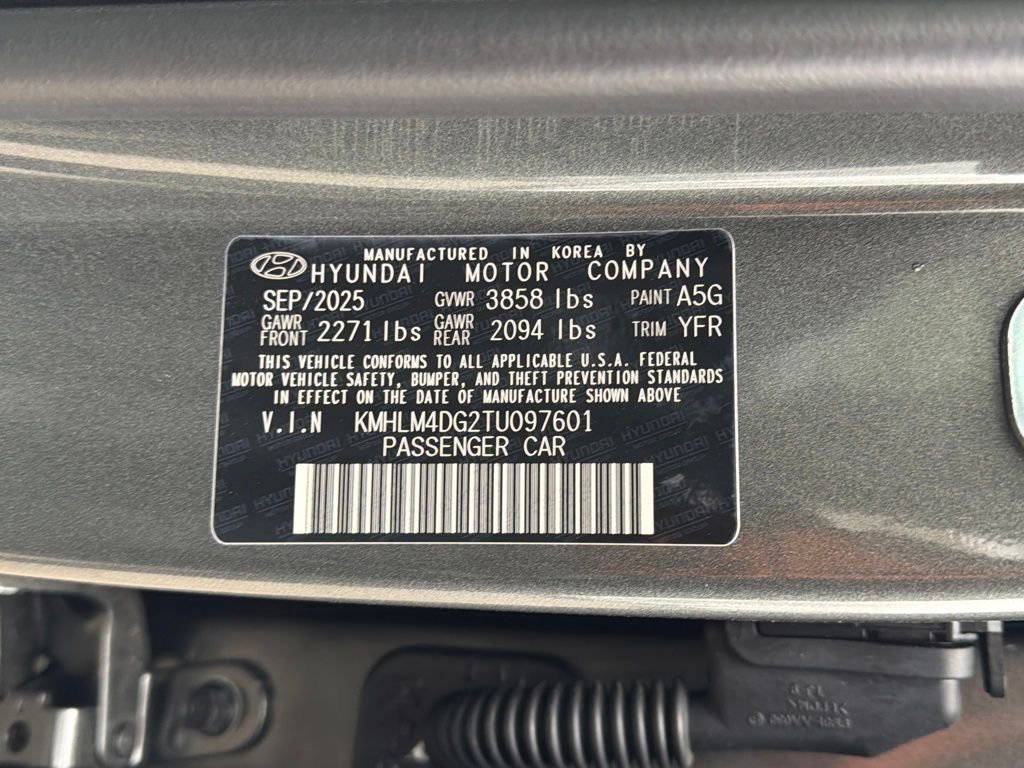 MANUFACTURED IN KOREA BY
HYUNDAI MOTOR COMPANY
SEP/2025 GVWR 3858 lbs PAINT A5G
GAWR FRONT 2271 lbs GAWR REAR 2094 lbs TRIM YFR
THIS VEHICLE CONFORMS TO ALL APPLICABLE U.S.A. FEDERAL
MOTOR VEHICLE SAFETY, BUMPER, AND THEFT PREVENTION STANDARDS
IN EFFECT ON THE DATE OF MANUFACTURE SHOWN ABOVE
V.I.N KMHLM4DG2TU097601
PASSENGER CAR